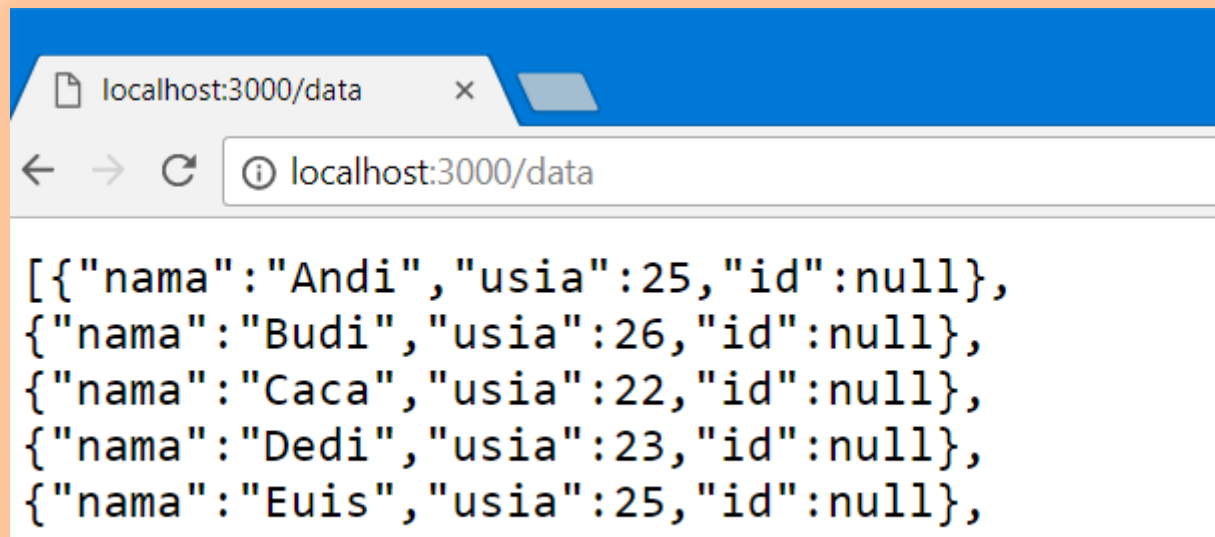 localhost:3000/data
localhost:3000/data
[{"nama":"Andi","usia":25,"id":null},
{"nama":"Budi","usia":26,"id":null},
{"nama":"Caca","usia":22,"id":null},
{"nama":"Dedi","usia":23,"id":null},
{"nama":"Euis","usia":25,"id":null},